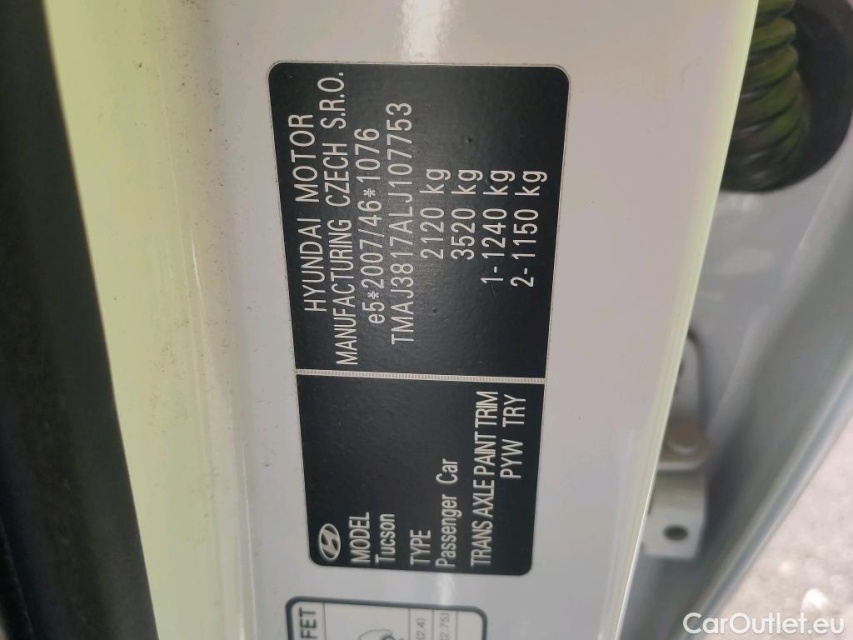 HYUNDAI MOTOR
MANUFACTURING CZECH S.R.O.
e5*2007/46*1076
TMAJ3817ALJ107753
2120 kg
3520 kg
1-1240 kg
2-1150 kg
MODEL
Tucson
TYPE
Passenger Car
TRANS AXLE PAINT TRIM
PYW TRY
CarOutlet.eu